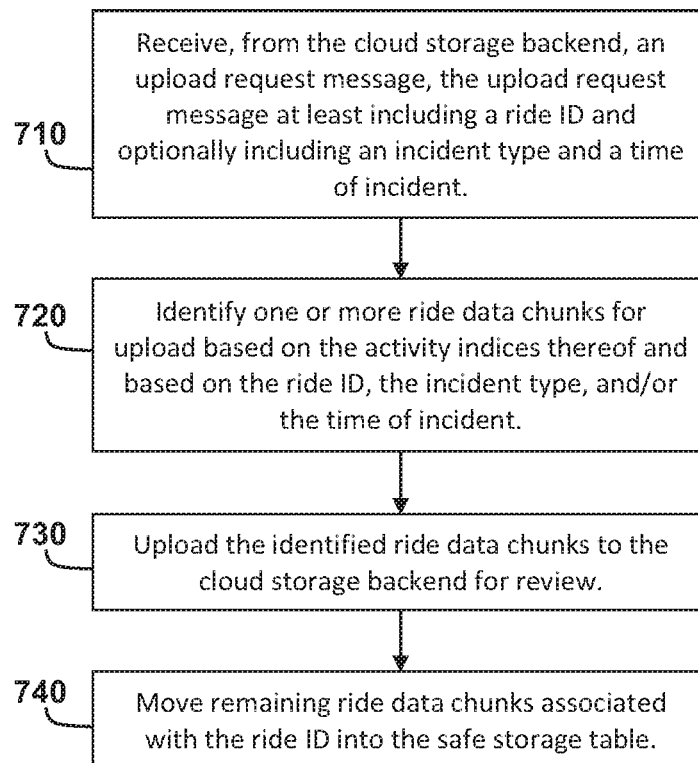 Receive, from the cloud storage backend, an
upload request message, the upload request
message at least including a ride ID and
optionally including an incident type and a time
of incident.
710
Identify one or more ride data chunks for
upload based on the activity indices thereof and
based on the ride ID, the incident type, and/or
the time of incident.
720
Upload the identified ride data chunks to the
cloud storage backend for review.
730
Move remaining ride data chunks associated
with the ride ID into the safe storage table.
740